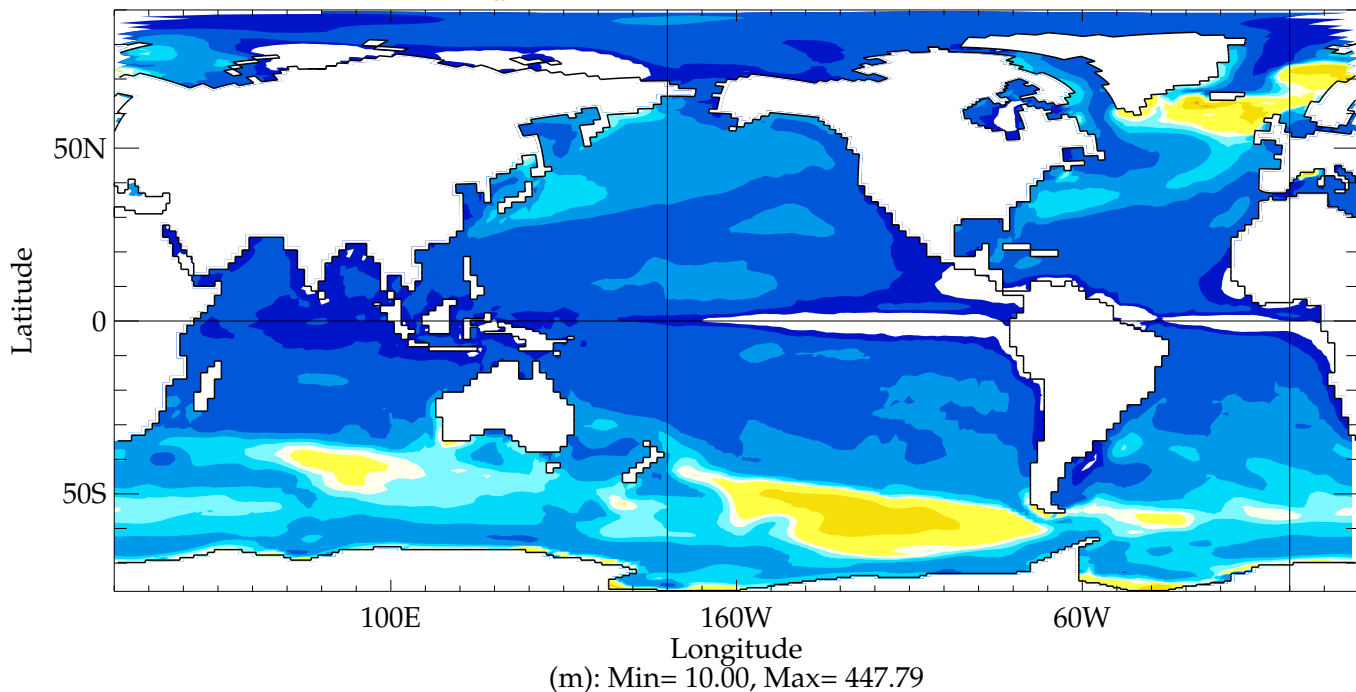 50N
0
50S
Latitude
100E
160W
60W
Longitude
(m): Min= 10.00, Max= 447.79